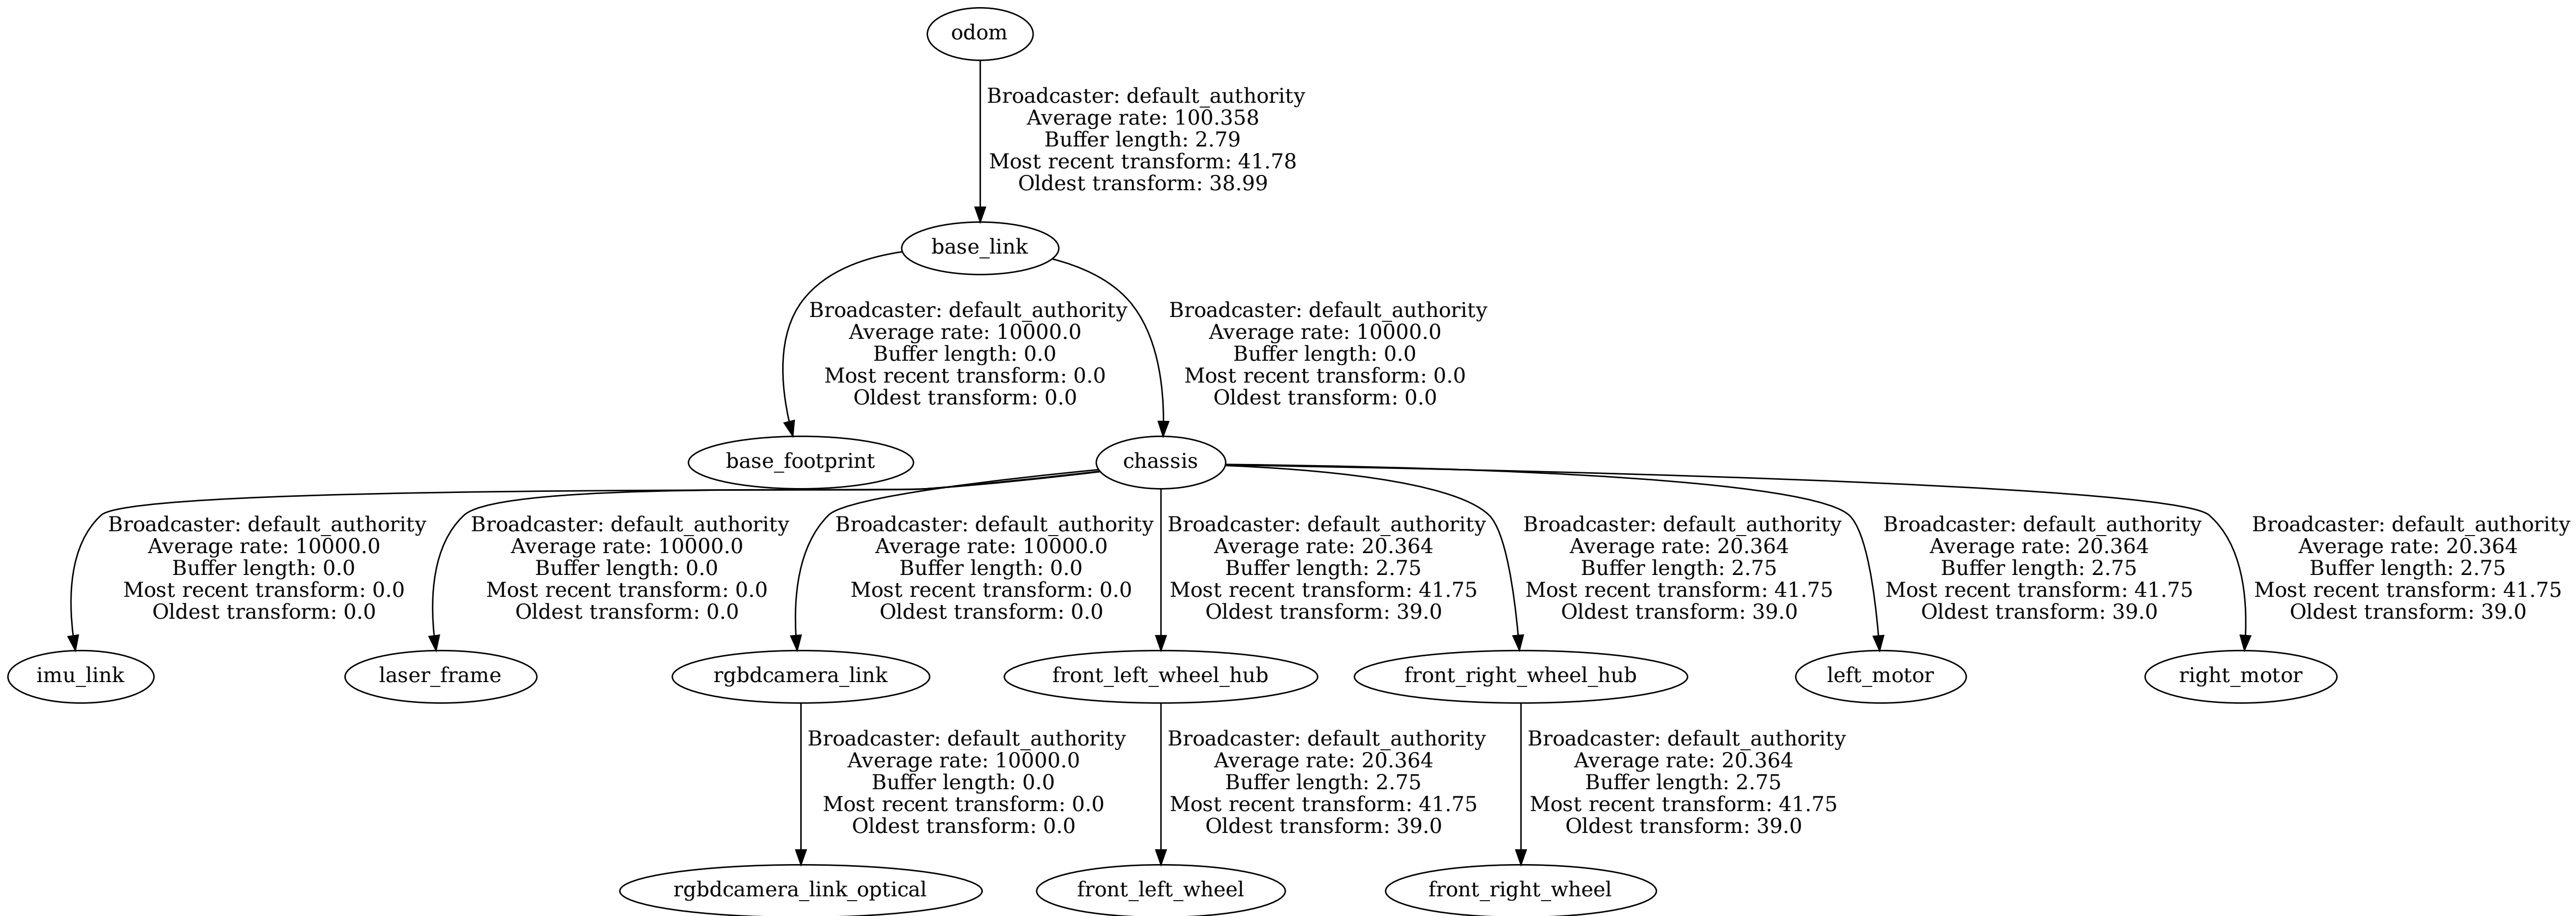 odom
Broadcaster: default_authority
Average rate: 100.358
Buffer length: 2.79
Most recent transform: 41.78
Oldest transform: 38.99
base_link
Broadcaster: default_authority
Average rate: 10000.0
Buffer length: 0.0
Most recent transform: 0.0
Oldest transform: 0.0
Broadcaster: default_authority
Average rate: 10000.0
Buffer length: 0.0
Most recent transform: 0.0
Oldest transform: 0.0
base_footprint
chassis
Broadcaster: default_authority
Average rate: 10000.0
Buffer length: 0.0
Most recent transform: 0.0
Oldest transform: 0.0
Broadcaster: default_authority
Average rate: 10000.0
Buffer length: 0.0
Most recent transform: 0.0
Oldest transform: 0.0
Broadcaster: default_authority
Average rate: 10000.0
Buffer length: 0.0
Most recent transform: 0.0
Oldest transform: 0.0
Broadcaster: default_authority
Average rate: 20.364
Buffer length: 2.75
Most recent transform: 41.75
Oldest transform: 39.0
Broadcaster: default_authority
Average rate: 20.364
Buffer length: 2.75
Most recent transform: 41.75
Oldest transform: 39.0
Broadcaster: default_authority
Average rate: 20.364
Buffer length: 2.75
Most recent transform: 41.75
Oldest transform: 39.0
Broadcaster: default_authority
Average rate: 20.364
Buffer length: 2.75
Most recent transform: 41.75
Oldest transform: 39.0
imu_link
laser_frame
rgbdcamera_link
front_left_wheel_hub
front_right_wheel_hub
left_motor
right_motor
Broadcaster: default_authority
Average rate: 10000.0
Buffer length: 0.0
Most recent transform: 0.0
Oldest transform: 0.0
Broadcaster: default_authority
Average rate: 20.364
Buffer length: 2.75
Most recent transform: 41.75
Oldest transform: 39.0
Broadcaster: default_authority
Average rate: 20.364
Buffer length: 2.75
Most recent transform: 41.75
Oldest transform: 39.0
rgbdcamera_link_optical
front_left_wheel
front_right_wheel